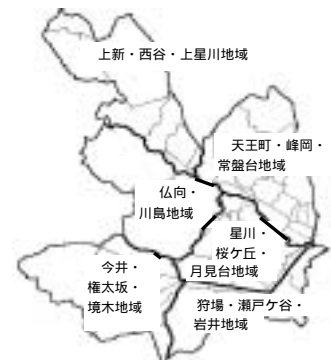 上新・西谷・上星川地域
天王町・峰岡・
常盤台地域
仏向・
川島地域
星川・
桜ケ丘・
月見台地域
今井・
権太坂・
境木地域
狩場・瀬戸ケ谷・
岩井地域